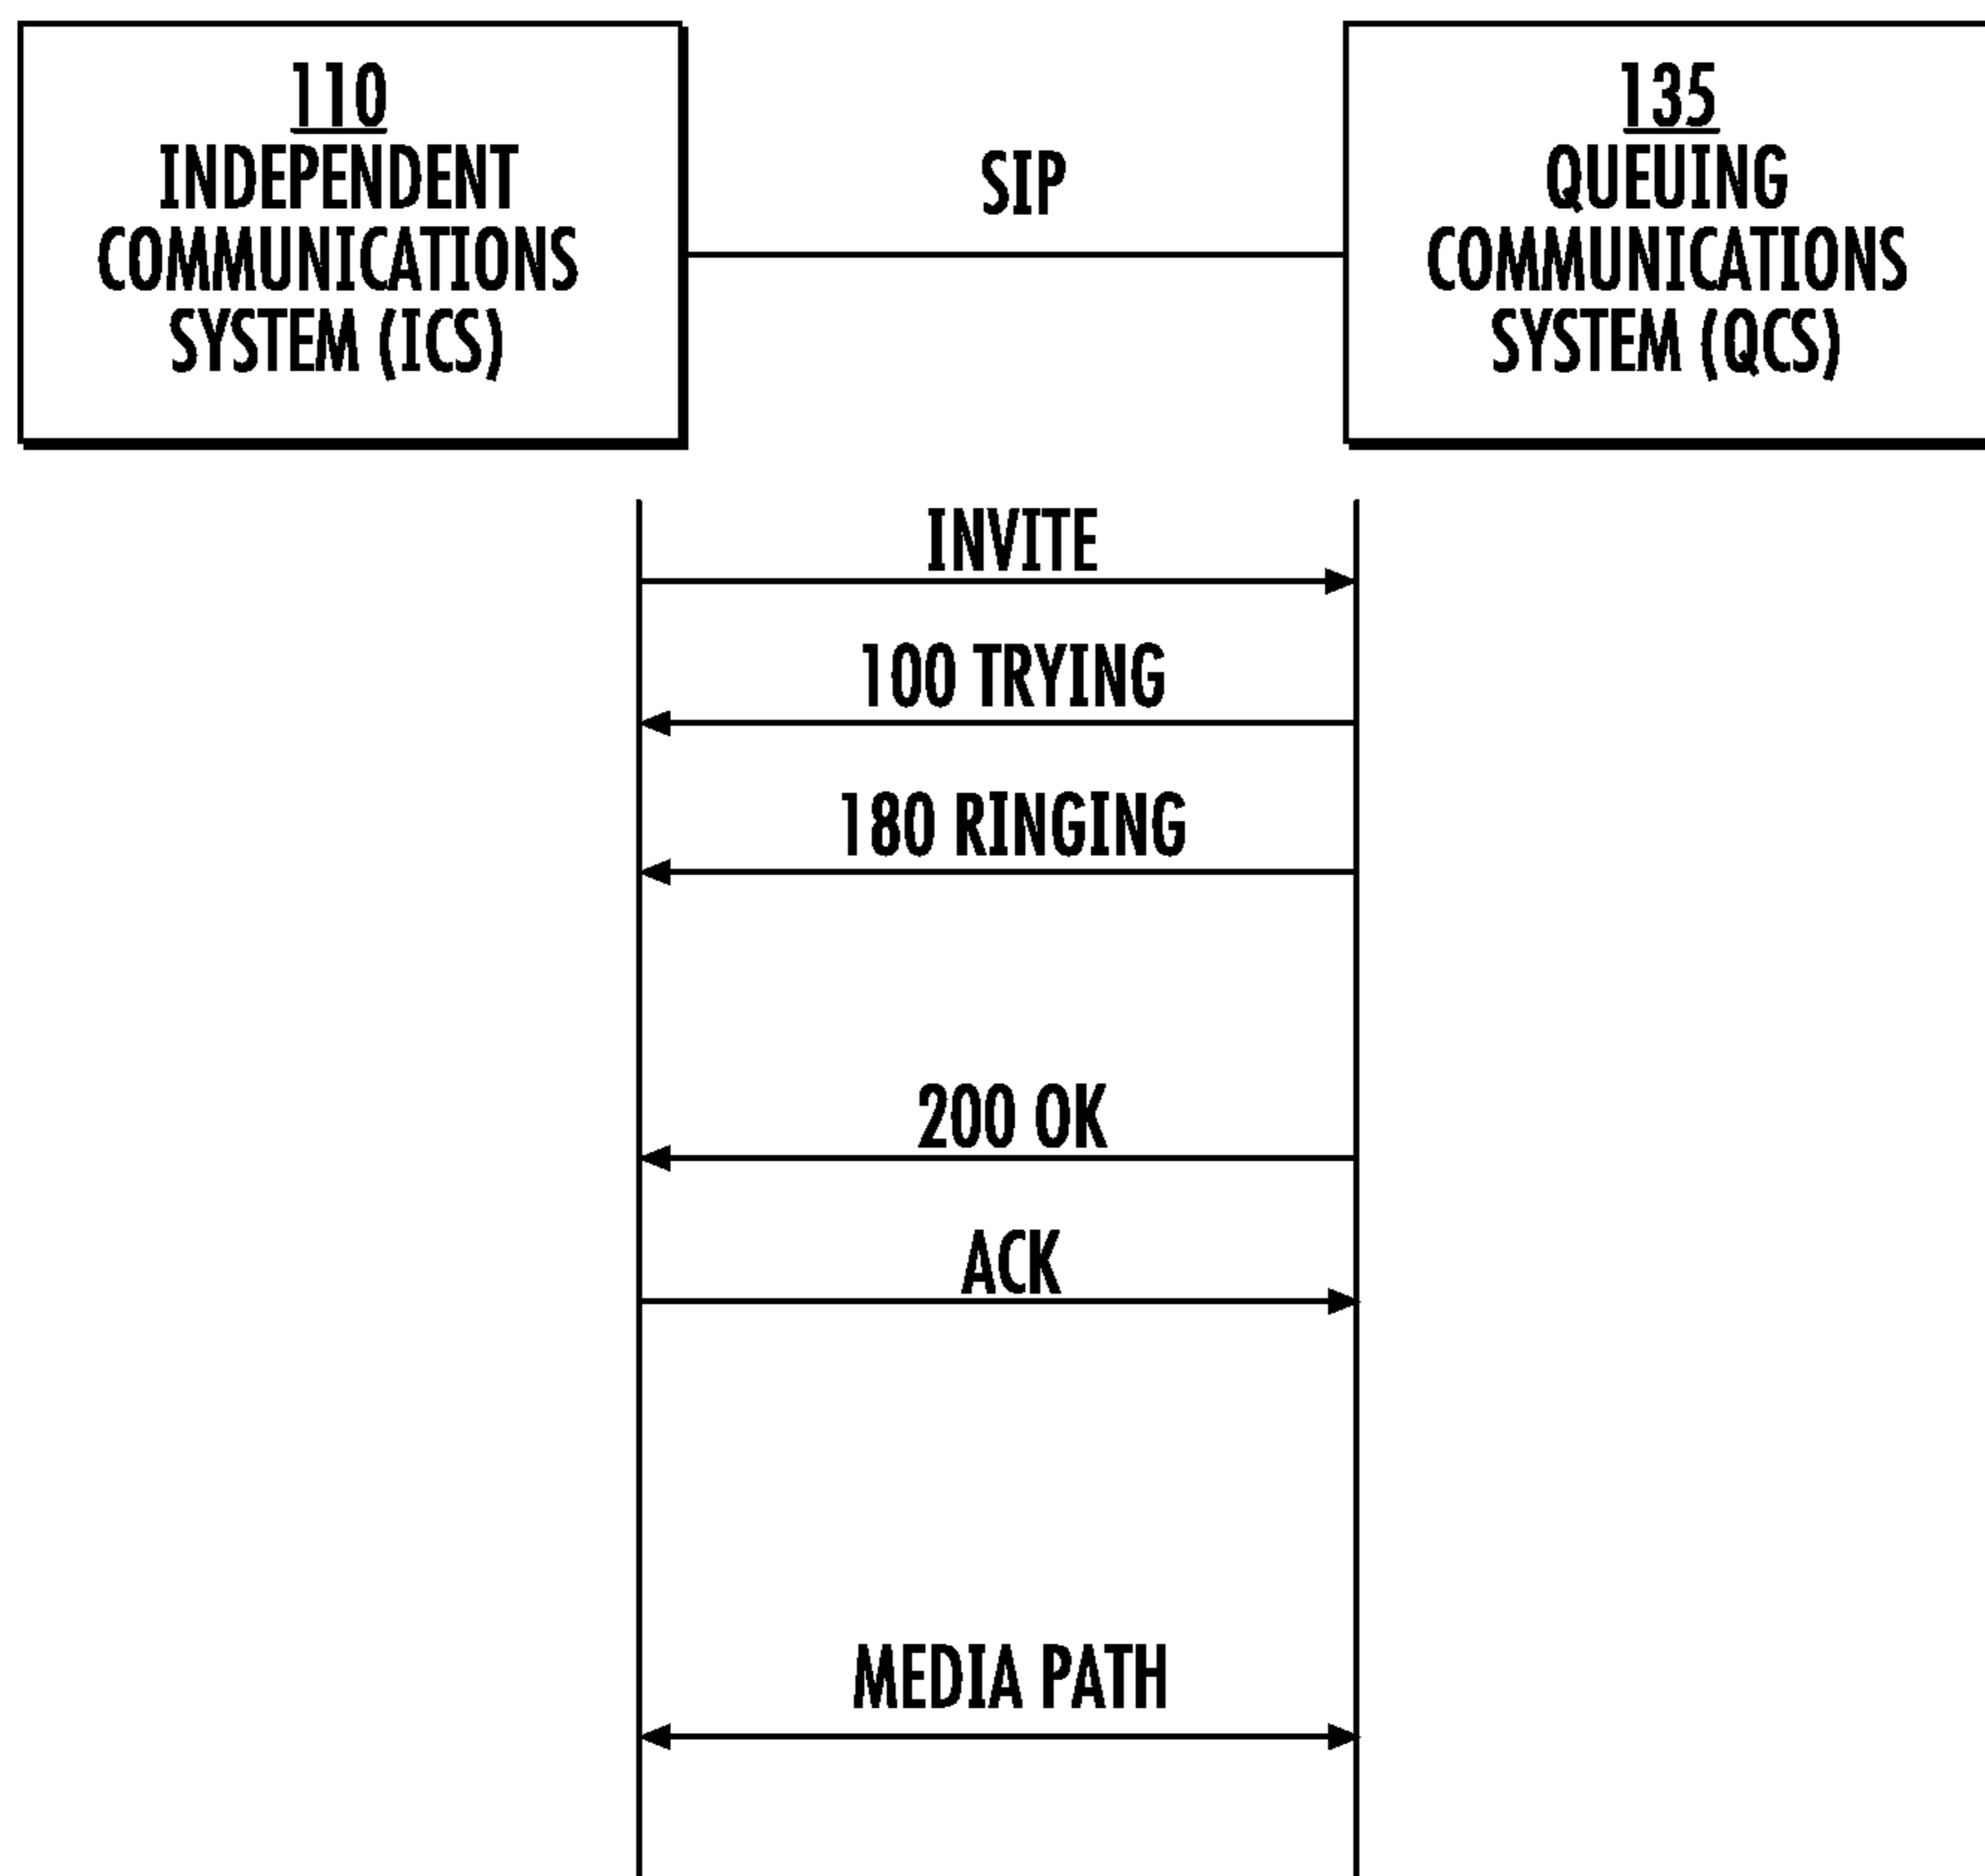 110
INDEPENDENT
COMMUNICATIONS
SYSTEM (ICS)
SIP
135
QUEUING
COMMUNICATIONS
SYSTEM (QCS)
INVITE
100 TRYING
180 RINGING
200 OK
ACK
MEDIA PATH